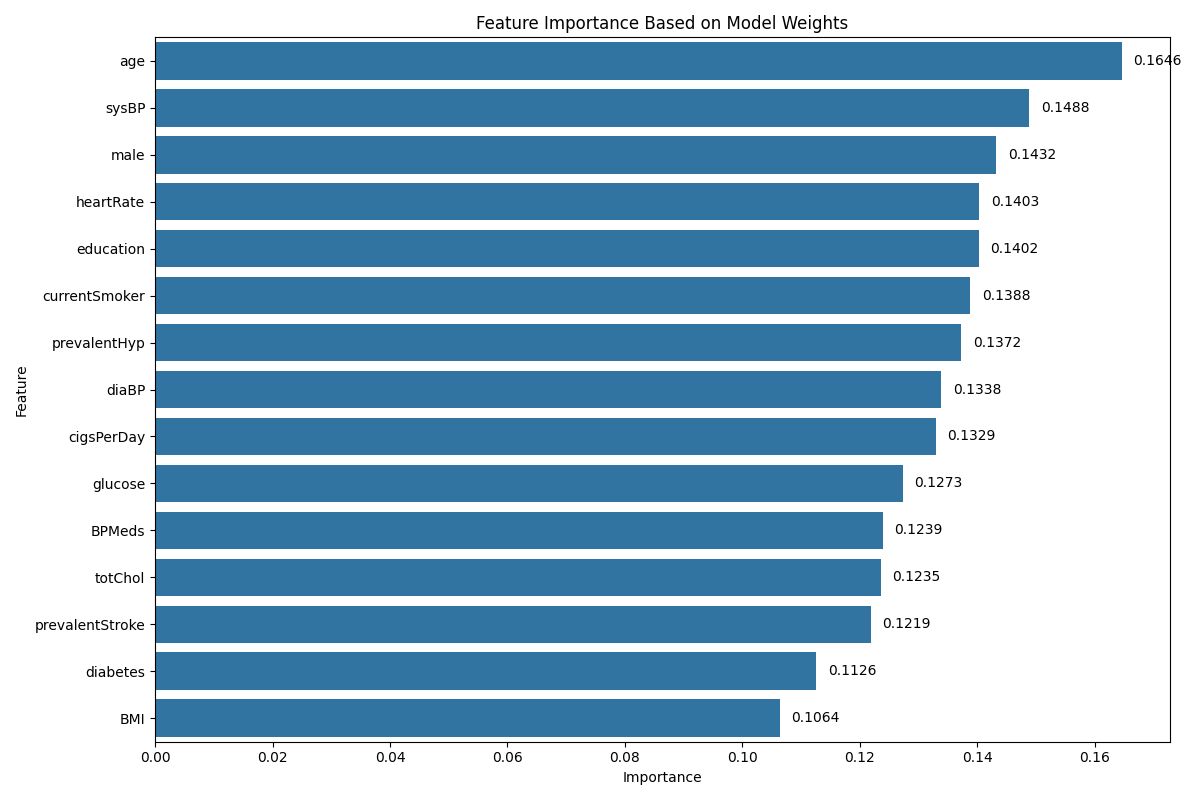 Feature Importance Based on Model Weights
age 0.1646
sysBP 0.1488
male 0.1432
heartRate 0.1403
education 0.1402
currentSmoker 0.1388
prevalentHyp 0.1372
diaBP 0.1338
cigsPerDay 0.1329
glucose 0.1273
BPMeds 0.1239
totChol 0.1235
prevalentStroke 0.1219
diabetes 0.1126
BMI 0.1064
Feature
0.00 0.02 0.04 0.06 0.08 0.10 0.12 0.14 0.16
Importance